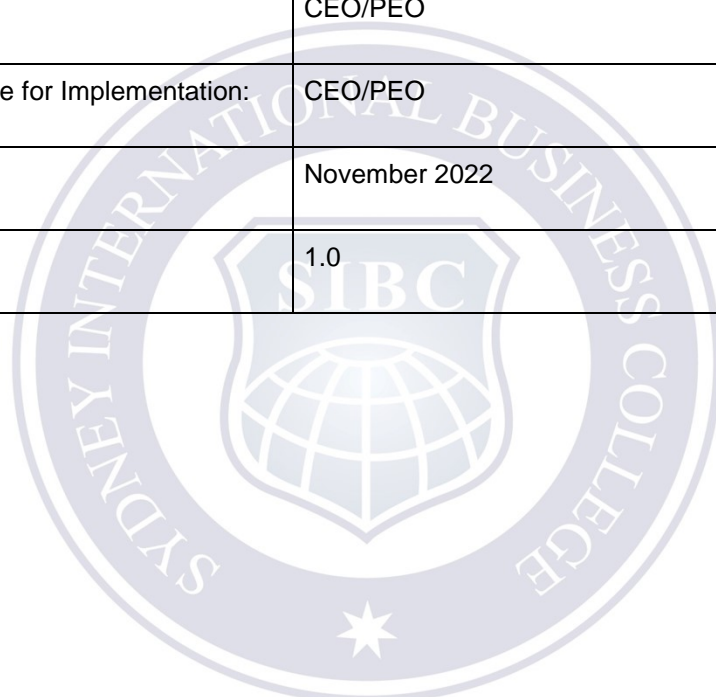 CEO/PEO
e for Implementation:
CEO/PEO
November 2022
1.0
SYDNEY INTERNATIONAL BUSINESS COLLEGE
SIBC